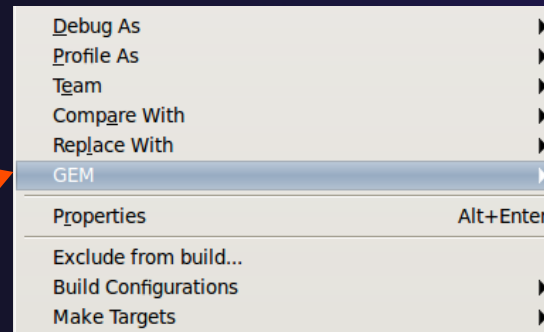 Debug As
Profile As
Team
Compare With
Replace With
GEM
Properties Alt+Enter
Exclude from build...
Build Configurations
Make Targets